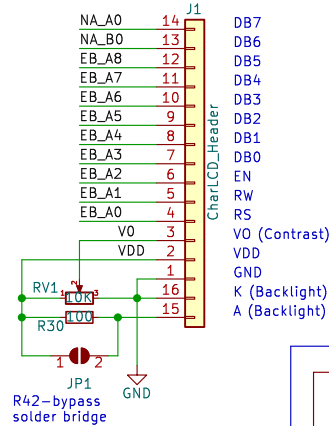 J1
NA_A0 14 DB7
NA_B0 13 DB6
EB_A8 12 DB5
EB_A7 11 DB4
EB_A6 10 DB3
EB_A5 9 DB2
EB_A4 8 DB1
EB_A3 7 DB0
EB_A2 6 EN
EB_A1 5 RW
EB_A0 4 RS
V0 3 VO (Contrast)
VDD 2 VDD
1 GND
16 K (Backlight)
15 A (Backlight)
CharLCD_Header
RV1 1 10K 3
2
R30 100
1 2
JP1
GND
R42-bypass
solder bridge